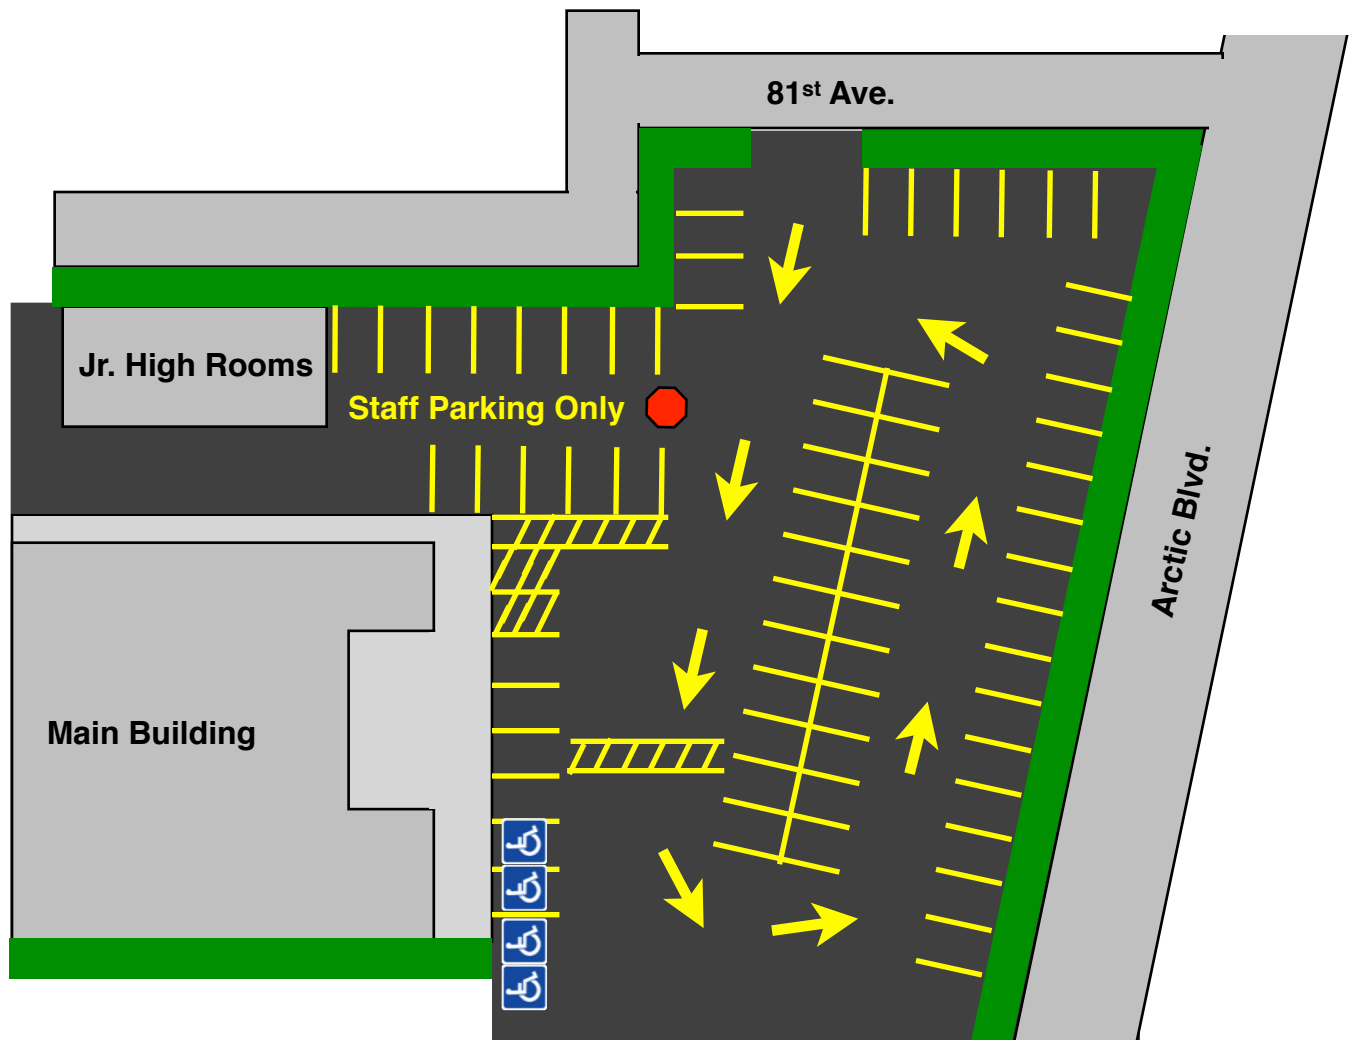 81st Ave.
Jr. High Rooms
Staff Parking Only
Arctic Blvd.
Main Building